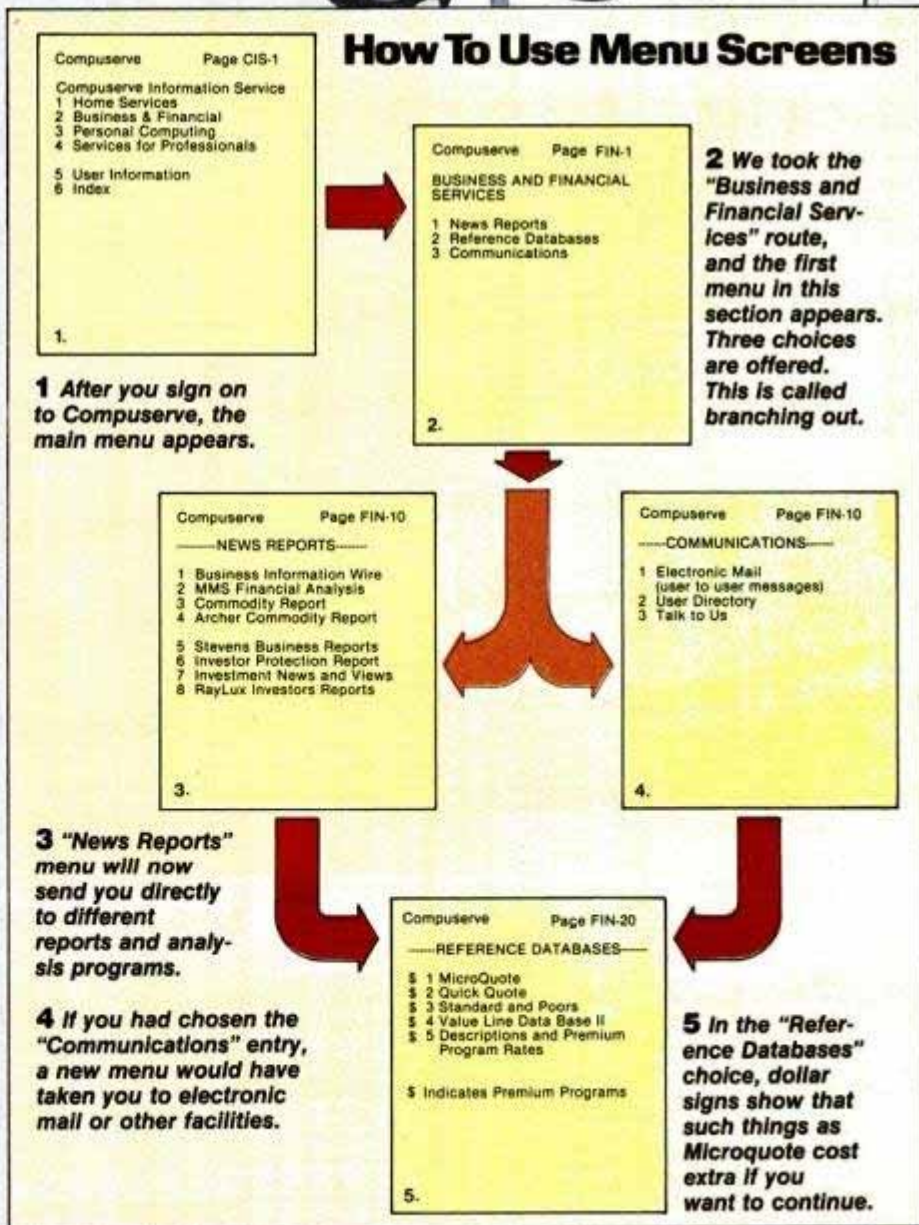 How To Use Menu Screens
Compuserve Page CIS-1
Compuserve Information Service
1 Home Services
2 Business & Financial
3 Personal Computing
4 Services for Professionals
5 User Information
6 Index
1.
1 After you sign on
to Compuserve, the
main menu appears.
Compuserve Page FIN-1
BUSINESS AND FINANCIAL
SERVICES
1 News Reports
2 Reference Databases
3 Communications
2.
2 We took the
"Business and
Financial Serv-
ices" route,
and the first
menu in this
section appears.
Three choices
are offered.
This is called
branching out.
Compuserve Page FIN-10
-------NEWS REPORTS-------
1 Business Information Wire
2 MMS Financial Analysis
3 Commodity Report
4 Archer Commodity Report
5 Stevens Business Reports
6 Investor Protection Report
7 Investment News and Views
8 RayLux Investors Reports
3.
Compuserve Page FIN-10
------COMMUNICATIONS------
1 Electronic Mail
(user to user messages)
2 User Directory
3 Talk to Us
4.
3 "News Reports"
menu will now
send you directly
to different
reports and analy-
sis programs.
4 If you had chosen the
"Communications" entry,
a new menu would have
taken you to electronic
mail or other facilities.
Compuserve Page FIN-20
------REFERENCE DATABASES------
$ 1 MicroQuote
$ 2 Quick Quote
$ 3 Standard and Poors
$ 4 Value Line Data Base II
$ 5 Descriptions and Premium
Program Rates
$ Indicates Premium Programs
5.
5 In the "Refer-
ence Databases"
choice, dollar
signs show that
such things as
Microquote cost
extra if you
want to continue.